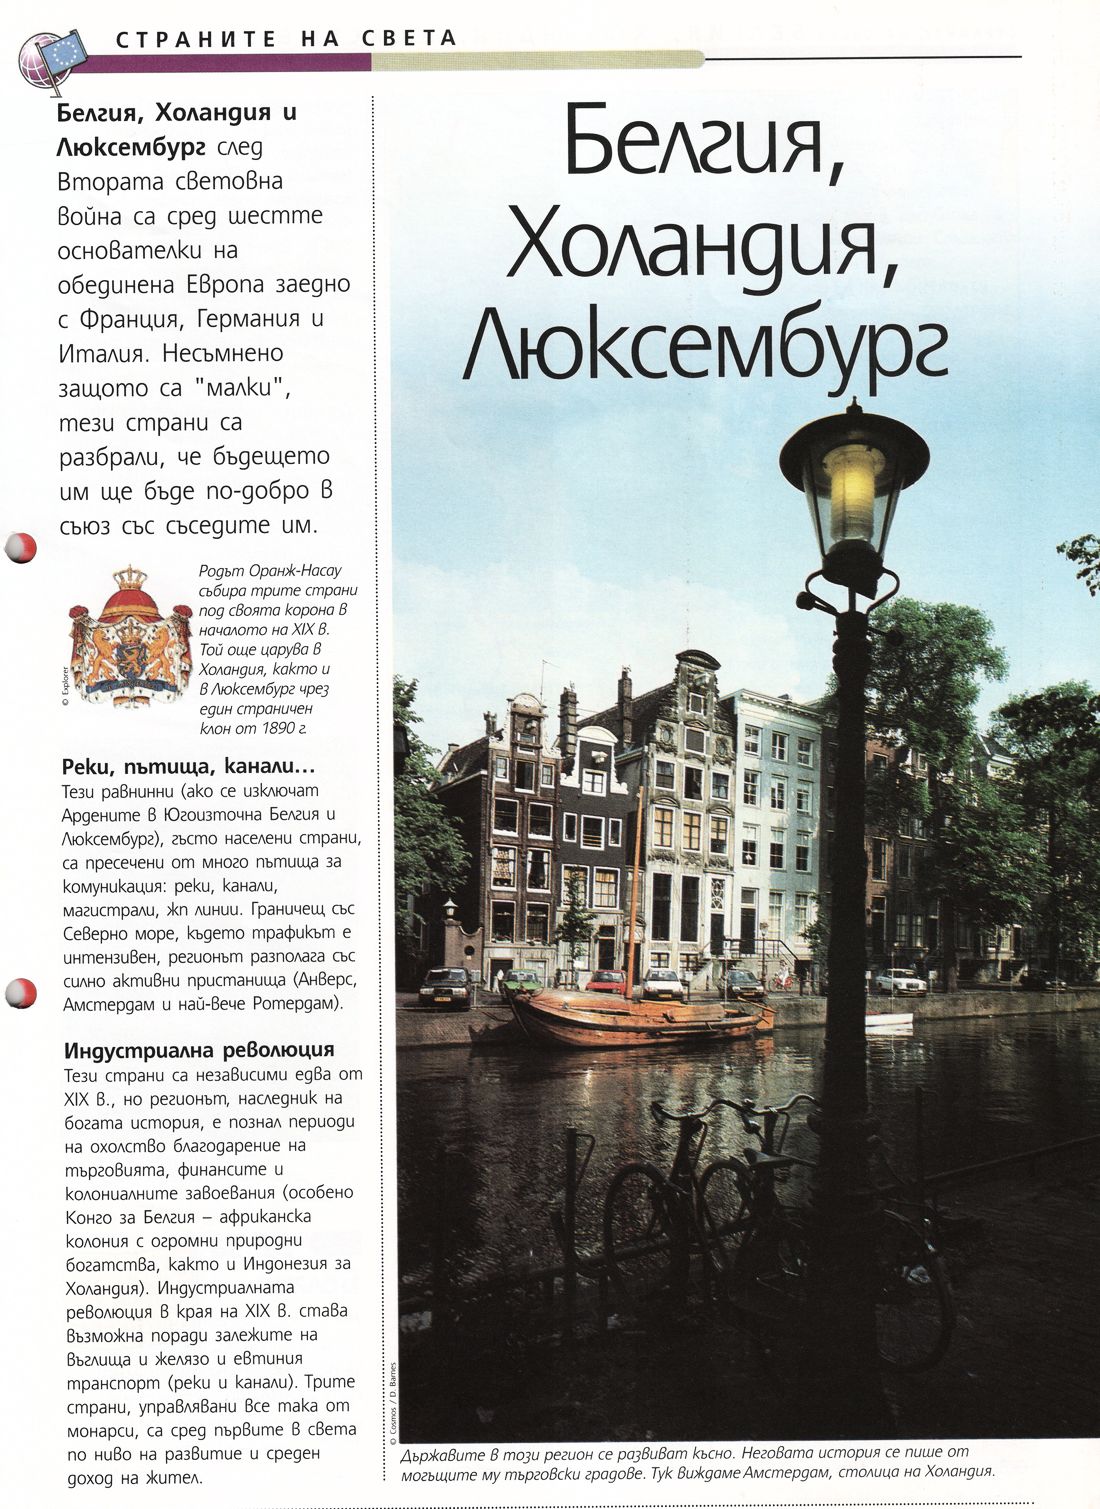 СТРАНИТЕ НА СВЕТА
Белгия, Холандия и
Люксембург след
Втората световна
война са сред шестте
основателки на
обединена Европа заедно
с Франция, Германия и
Италия. Несъмнено
защото са "малки",
тези страни са
разбрали, че бъдещето
им ще бъде по-добро в
съюз със съседите им.
Родът Оранж-Насау
събира трите страни
под своята корона в
началото на XIX в.
Той още царува в
Холандия, както и
в Люксембург чрез
един страничен
клон от 1890 г.
© Explorer
Реки, пътища, канали...
Тези равнинни (ако се изключат
Ардените в Югоизточна Белгия и
Люксембург), гъсто населени страни,
са пресечени от много пътища за
комуникация: реки, канали,
магистрали, жп линии. Граничещ със
Северно море, където трафикът е
интензивен, регионът разполага със
силно активни пристанища (Анверс,
Амстердам и най-вече Ротердам).
Индустриална революция
Тези страни са независими едва от
XIX в., но регионът, наследник на
богата история, е познал периоди
на охолство благодарение на
търговията, финансите и
колониалните завоевания (особено
Конго за Белгия – африканска
колония с огромни природни
богатства, както и Индонезия за
Холандия). Индустриалната
революция в края на XIX в. става
възможна поради залежите на
въглища и желязо и евтиния
транспорт (реки и канали). Трите
страни, управлявани все така от
монарси, са сред първите в света
по ниво на развитие и среден
доход на жител.
Белгия,
Холандия,
Люксембург
© Cosmos / D. Barnes
Държавите в този регион се развиват късно. Неговата история се пише от
могъщите му търговски градове. Тук виждаме Амстердам, столица на Холандия.